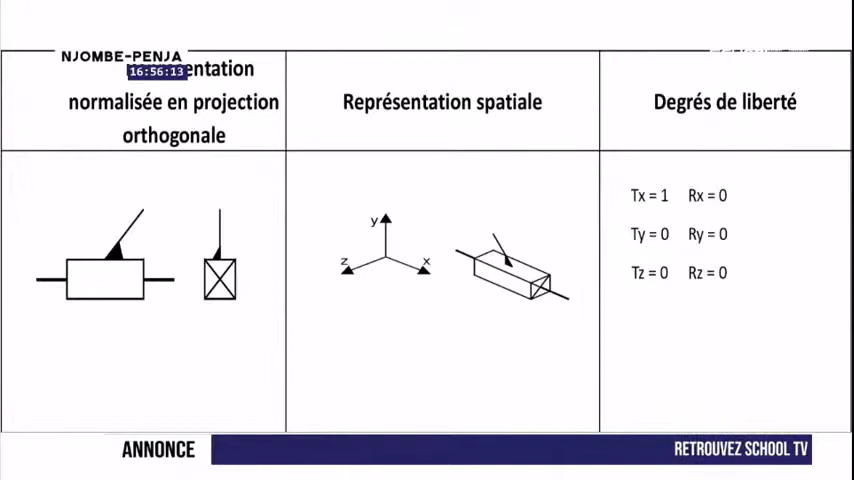 NJOMBE-PENJA
16:56:13
entation
normalisée en projection
orthogonale
Représentation spatiale
Degrés de liberté
y
z
x
Tx = 1 Rx = 0
Ty = 0 Ry = 0
Tz = 0 Rz = 0
ANNONCE
RETROUVEZ SCHOOL TV